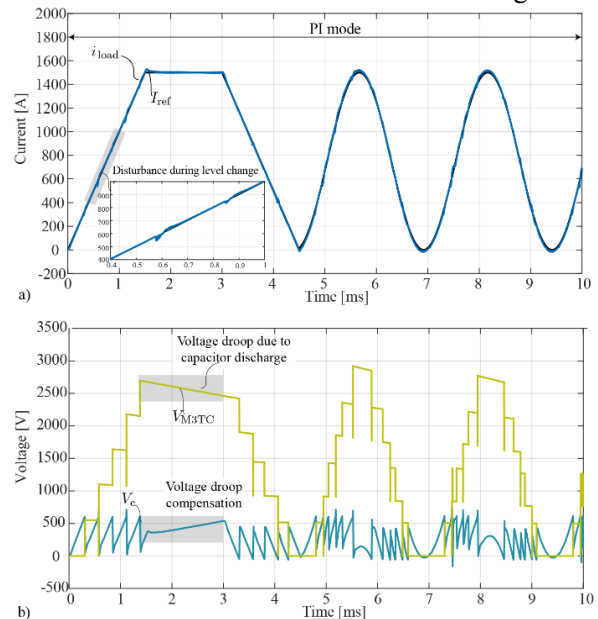 1800
1600
1400
1200
1000
800
600
400
200
0
-200
Current [A]
PI mode
i_load
I_ref
Disturbance during level change
1000
900
800
700
600
500
400
0.4 0.5 0.6 0.7 0.8 0.9 1
0 1 2 3 4 5 6 7 8 9 10
Time [ms]
a)
3500
3000
2500
2000
1500
1000
500
0
-500
Voltage [V]
Voltage droop due to
capacitor discharge
V_M3TC
Voltage droop
compensation
V_c
0 1 2 3 4 5 6 7 8 9 10
Time [ms]
b)